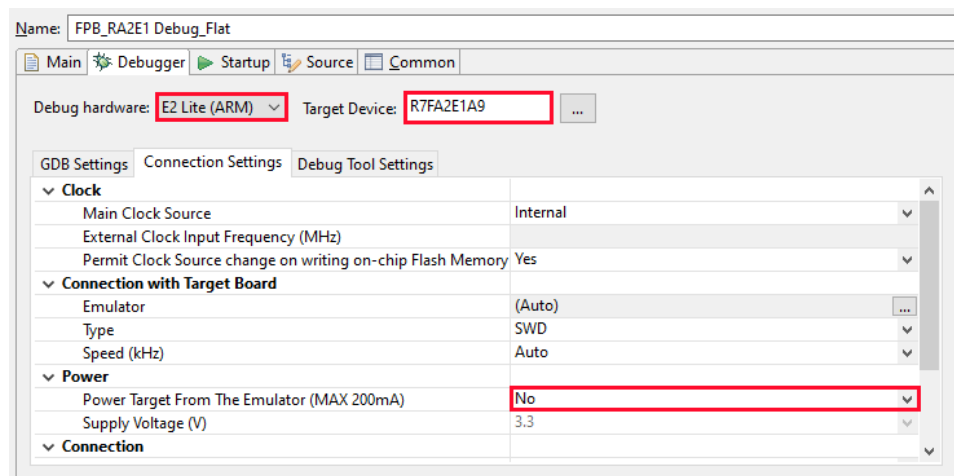 Name: FPB_RA2E1 Debug_Flat
Main Debugger Startup Source Common
Debug hardware: E2 Lite (ARM) Target Device: R7FA2E1A9 ...
GDB Settings Connection Settings Debug Tool Settings
Clock
Main Clock Source Internal
External Clock Input Frequency (MHz)
Permit Clock Source change on writing on-chip Flash Memory Yes
Connection with Target Board
Emulator (Auto) ...
Type SWD
Speed (kHz) Auto
Power
Power Target From The Emulator (MAX 200mA) No
Supply Voltage (V) 3.3
Connection